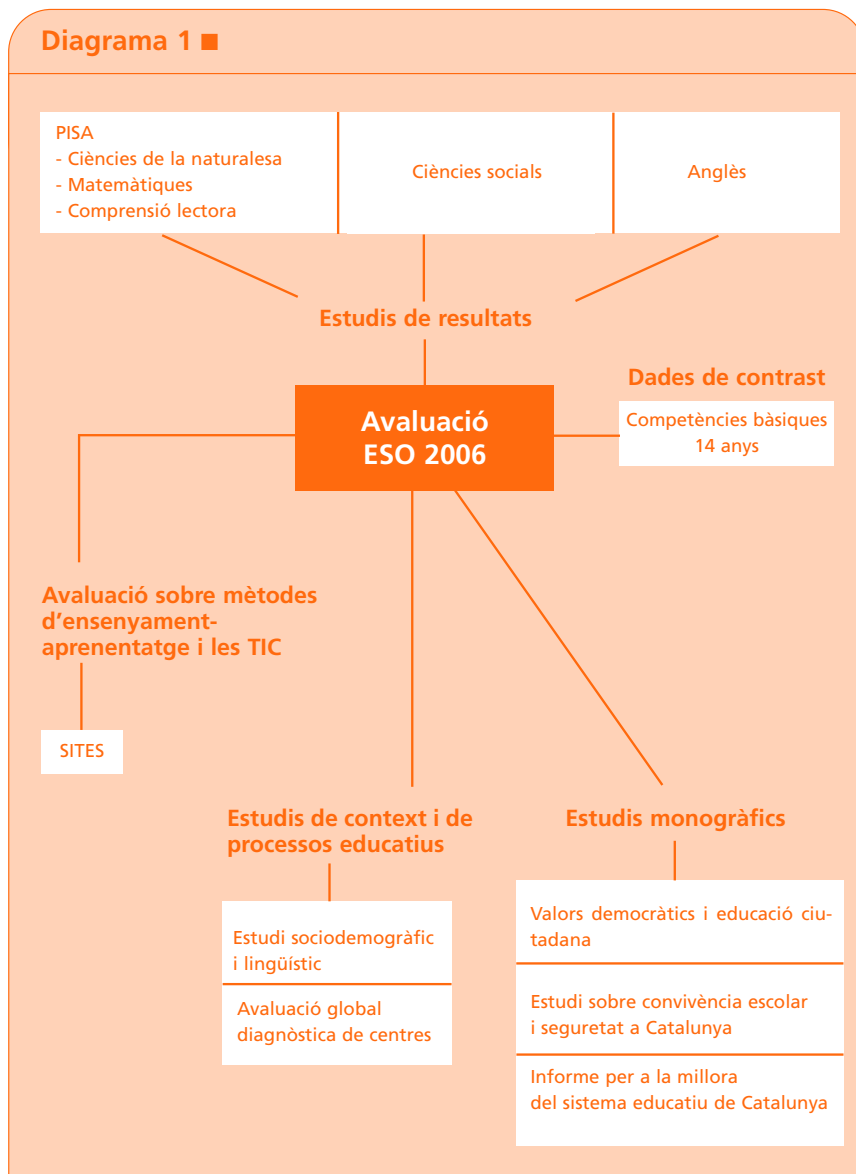 Diagrama 1 ■
PISA
- Ciències de la naturalesa
- Matemàtiques
- Comprensió lectora
Ciències socials
Anglès
Estudis de resultats
Avaluació
ESO 2006
Dades de contrast
Competències bàsiques
14 anys
Avaluació sobre mètodes
d’ensenyament-
aprenentatge i les TIC
SITES
Estudis de context i de
processos educatius
Estudi sociodemogràfic
i lingüístic
Avaluació global
diagnòstica de centres
Estudis monogràfics
Valors democràtics i educació ciu-
tadana
Estudi sobre convivència escolar
i seguretat a Catalunya
Informe per a la millora
del sistema educatiu de Catalunya